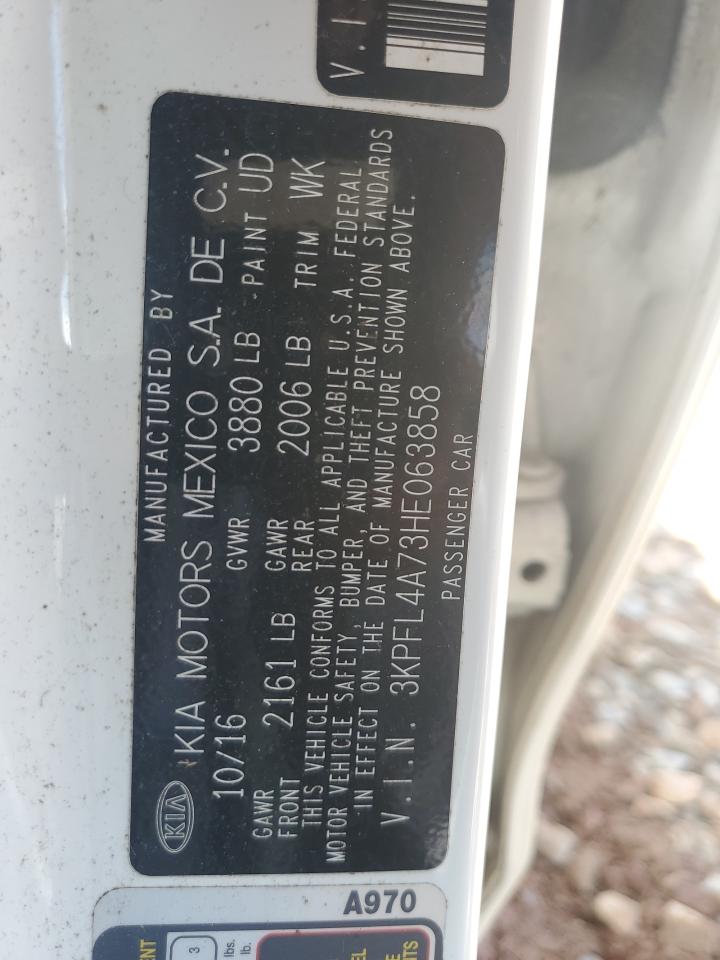 V.I
MANUFACTURED BY
KIA
KIA MOTORS MEXICO S.A. DE C.V.
10/16 GVWR 3880 LB PAINT UD
GAWR FRONT 2161 LB GAWR REAR 2006 LB TRIM WK
THIS VEHICLE CONFORMS TO ALL APPLICABLE U.S.A. FEDERAL
MOTOR VEHICLE SAFETY, BUMPER, AND THEFT PREVENTION STANDARDS
IN EFFECT ON THE DATE OF MANUFACTURE SHOWN ABOVE.
V.I.N. 3KPFL4A73HE063858
PASSENGER CAR
A970
3
lbs.
lb.